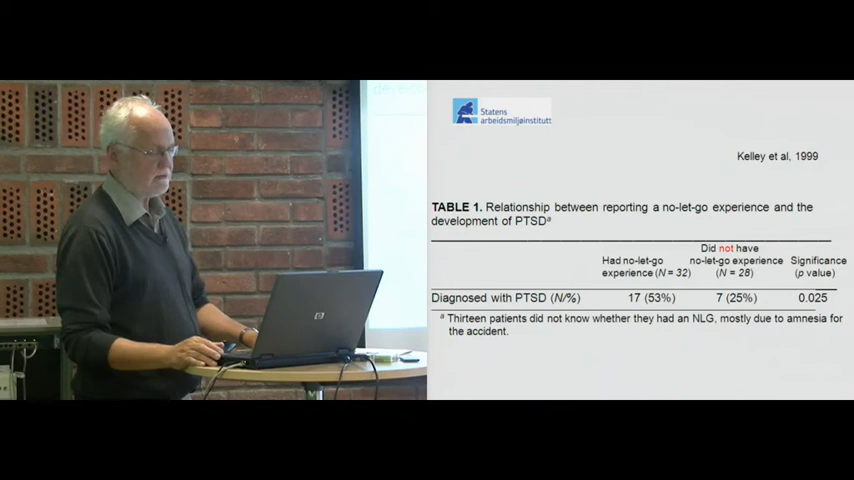 Statens
arbeidsmiljøinstitutt
Kelley et al, 1999
TABLE 1. Relationship between reporting a no-let-go experience and the
development of PTSDᵃ
Did not have
Had no-let-go no-let-go experience Significance
experience (N = 32) (N = 28) (p value)
Diagnosed with PTSD (N/%) 17 (53%) 7 (25%) 0.025
ᵃ Thirteen patients did not know whether they had an NLG, mostly due to amnesia for
the accident.
hp